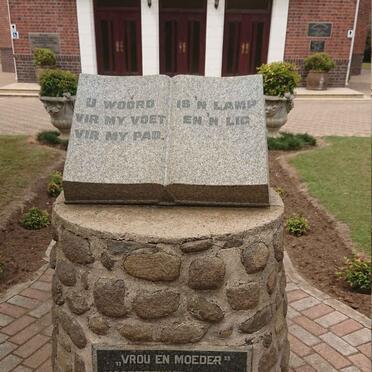 U WOORD
VIR MY VOET
VIR MY PAD.
IS 'N LAMP
EN 'N LIG
„VROU EN MOEDER"